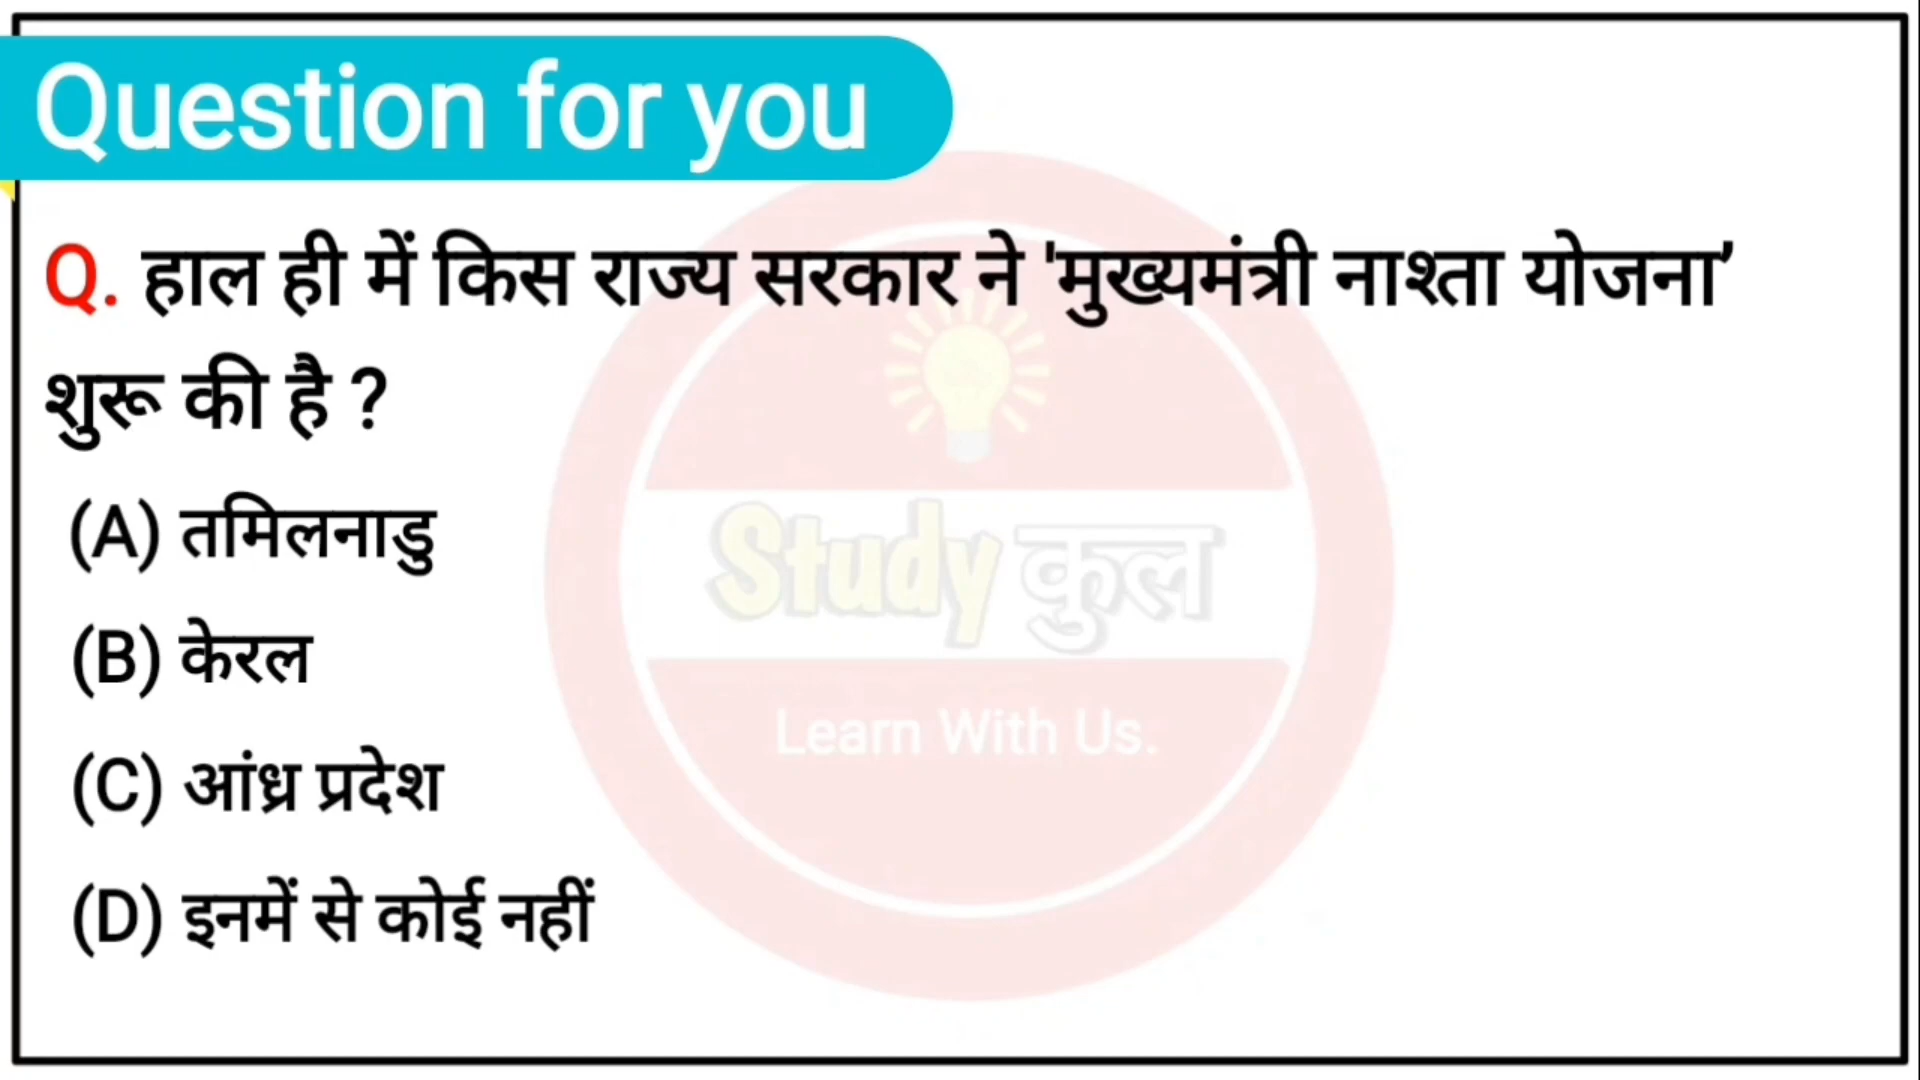 Question for you
Q. हाल ही में किस राज्य सरकार ने 'मुख्यमंत्री नाश्ता योजना'
शुरू की है ?
(A) तमिलनाडु
(B) केरल
(C) आंध्र प्रदेश
(D) इनमें से कोई नहीं
Study कुल
Learn With Us.